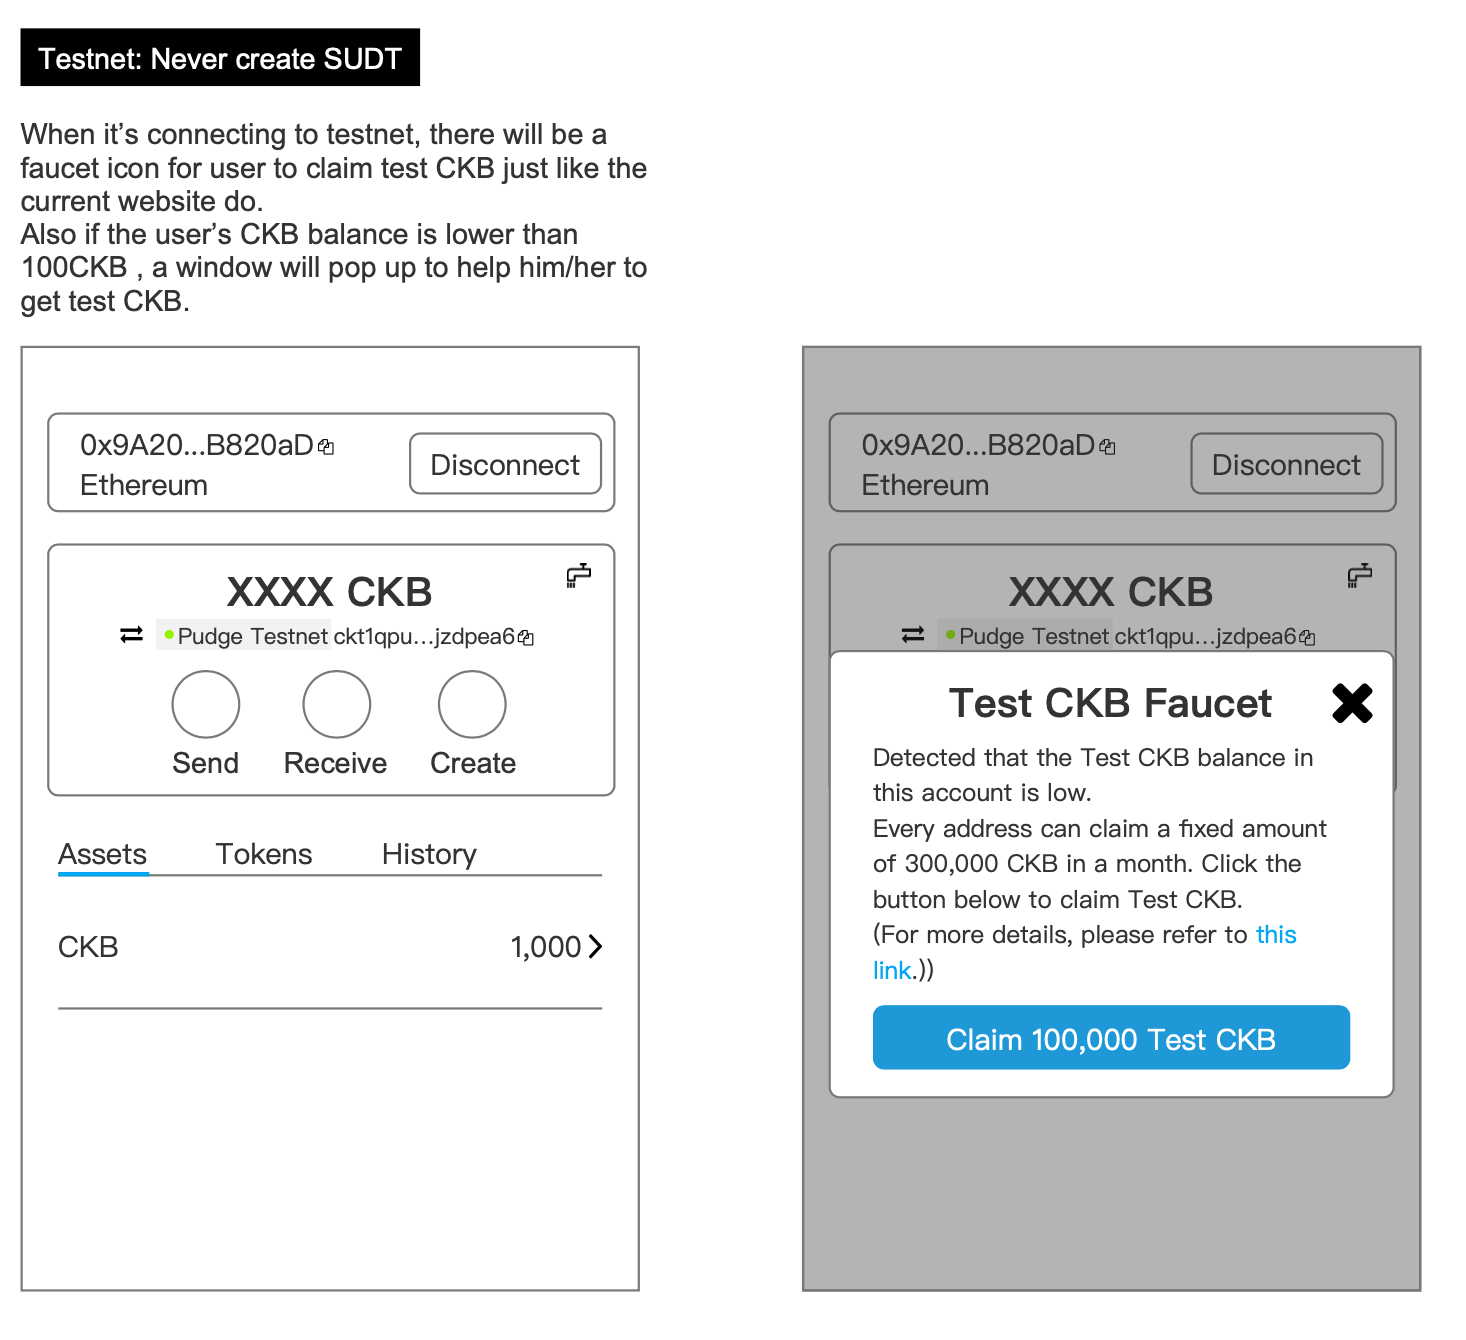 Testnet: Never create SUDT
When it’s connecting to testnet, there will be a
faucet icon for user to claim test CKB just like the
current website do.
Also if the user’s CKB balance is lower than
100CKB , a window will pop up to help him/her to
get test CKB.
0x9A20...B820aD
Ethereum
Disconnect
XXXX CKB
Pudge Testnet ckt1qpu...jzdpea6
Send Receive Create
Assets Tokens History
CKB 1,000
0x9A20...B820aD
Ethereum
Disconnect
XXXX CKB
Pudge Testnet ckt1qpu...jzdpea6
Test CKB Faucet
Detected that the Test CKB balance in
this account is low.
Every address can claim a fixed amount
of 300,000 CKB in a month. Click the
button below to claim Test CKB.
(For more details, please refer to this
link.))
Claim 100,000 Test CKB